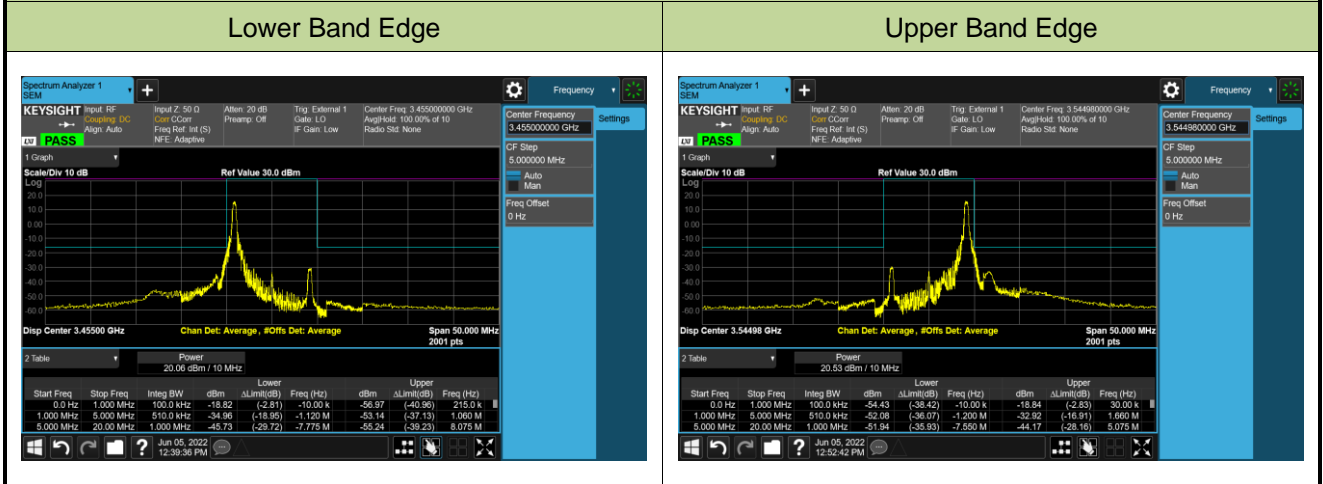 Lower Band Edge
Upper Band Edge
Spectrum Analyzer 1
SEM
+
Frequency
KEYSIGHT
Input: RF
Coupling: DC
Align: Auto
Input Z: 50 Ω
Corr CCorr
Freq Ref: Int (S)
NFE: Adaptive
Atten: 20 dB
Preamp: Off
Trig: External 1
Gate: LO
IF Gain: Low
Center Freq: 3.455000000 GHz
Avg|Hold: 100.00% of 10
Radio Std: None
LXI PASS
Center Frequency
3.455000000 GHz
Settings
CF Step
5.000000 MHz
Auto
Man
Freq Offset
0 Hz
1 Graph
Scale/Div 10 dB
Ref Value 30.0 dBm
Log
20.0
10.0
0.00
-10.0
-20.0
-30.0
-40.0
-50.0
-60.0
Disp Center 3.45500 GHz
Chan Det: Average, #Offs Det: Average
Span 50.000 MHz
2001 pts
2 Table
Power
20.06 dBm / 10 MHz
Lower Upper
Start Freq Stop Freq Integ BW dBm ΔLimit(dB) Freq (Hz) dBm ΔLimit(dB) Freq (Hz)
0.0 Hz 1.000 MHz 100.0 kHz -18.82 (-2.81) -10.00 k -56.97 (-40.96) 215.0 k
1.000 MHz 5.000 MHz 510.0 kHz -34.96 (-18.95) -1.120 M -53.14 (-37.13) 1.060 M
5.000 MHz 20.00 MHz 1.000 MHz -45.73 (-29.72) -7.775 M -55.24 (-39.23) 8.075 M
?
Jun 05, 2022
12:39:36 PM
Spectrum Analyzer 1
SEM
+
Frequency
KEYSIGHT
Input: RF
Coupling: DC
Align: Auto
Input Z: 50 Ω
Corr CCorr
Freq Ref: Int (S)
NFE: Adaptive
Atten: 20 dB
Preamp: Off
Trig: External 1
Gate: LO
IF Gain: Low
Center Freq: 3.544980000 GHz
Avg|Hold: 100.00% of 10
Radio Std: None
LXI PASS
Center Frequency
3.544980000 GHz
Settings
CF Step
5.000000 MHz
Auto
Man
Freq Offset
0 Hz
1 Graph
Scale/Div 10 dB
Ref Value 30.0 dBm
Log
20.0
10.0
0.00
-10.0
-20.0
-30.0
-40.0
-50.0
-60.0
Disp Center 3.54498 GHz
Chan Det: Average, #Offs Det: Average
Span 50.000 MHz
2001 pts
2 Table
Power
20.53 dBm / 10 MHz
Lower Upper
Start Freq Stop Freq Integ BW dBm ΔLimit(dB) Freq (Hz) dBm ΔLimit(dB) Freq (Hz)
0.0 Hz 1.000 MHz 100.0 kHz -54.43 (-38.42) -10.00 k -18.84 (-2.83) 30.00 k
1.000 MHz 5.000 MHz 510.0 kHz -52.08 (-36.07) -1.200 M -32.92 (-16.91) 1.660 M
5.000 MHz 20.00 MHz 1.000 MHz -51.94 (-35.93) -7.550 M -44.17 (-28.16) 5.075 M
?
Jun 05, 2022
12:52:42 PM